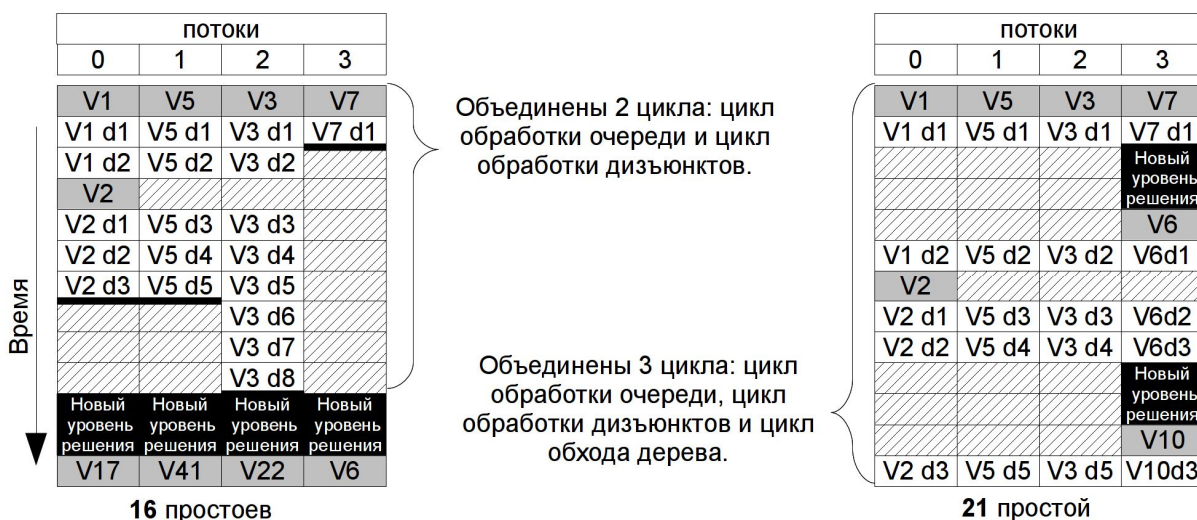 потоки
0 1 2 3
V1 V5 V3 V7
V1 d1 V5 d1 V3 d1 V7 d1
V1 d2 V5 d2 V3 d2
V2
V2 d1 V5 d3 V3 d3
V2 d2 V5 d4 V3 d4
V2 d3 V5 d5 V3 d5
V3 d6
V3 d7
V3 d8
Новый Новый Новый Новый
уровень уровень уровень уровень
решения решения решения решения
V17 V41 V22 V6
16 простоев
Время
Объединены 2 цикла: цикл
обработки очереди и цикл
обработки дизъюнктов.
Объединены 3 цикла: цикл
обработки очереди, цикл
обработки дизъюнктов и цикл
обхода дерева.
потоки
0 1 2 3
V1 V5 V3 V7
V1 d1 V5 d1 V3 d1 V7 d1
Новый
уровень
решения
V6
V1 d2 V5 d2 V3 d2 V6d1
V2
V2 d1 V5 d3 V3 d3 V6d2
V2 d2 V5 d4 V3 d4 V6d3
Новый
уровень
решения
V10
V2 d3 V5 d5 V3 d5 V10d3
21 простой